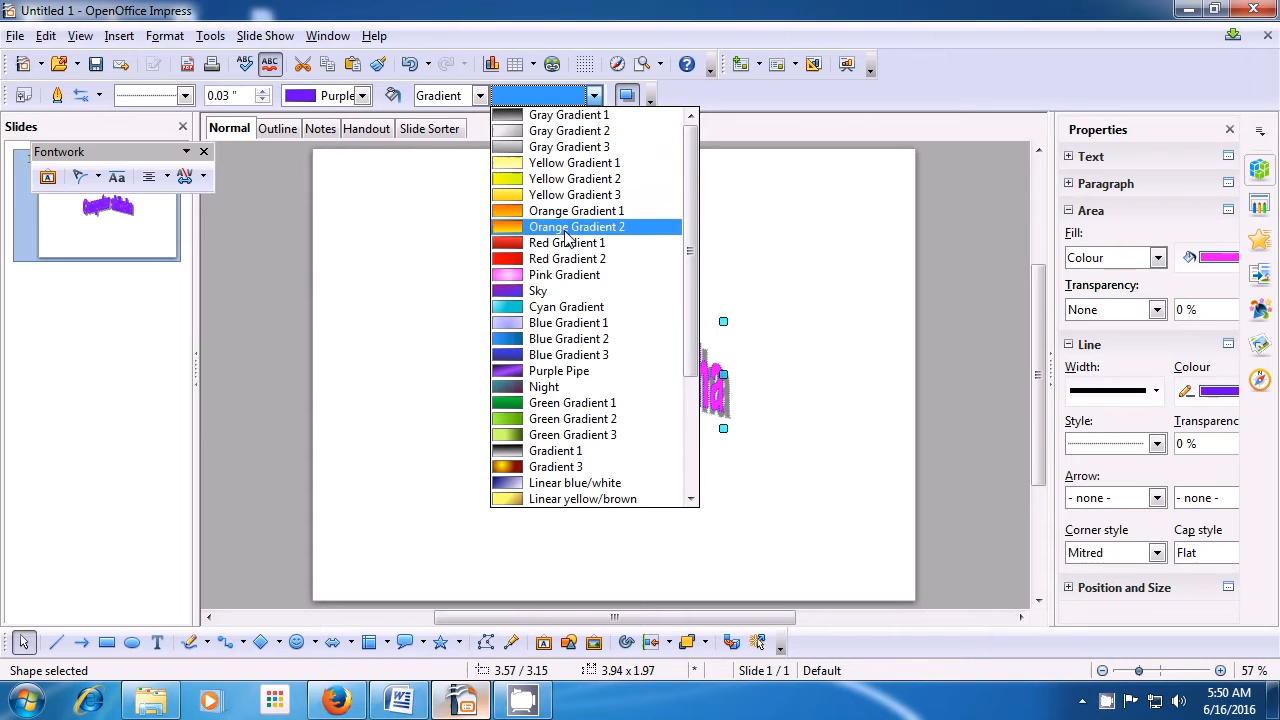 Untitled 1 - OpenOffice Impress
File Edit View Insert Format Tools Slide Show Window Help
0.03 " Purple Gradient
Slides
Normal Outline Notes Handout Slide Sorter
Fontwork
Aa
Gray Gradient 1
Gray Gradient 2
Gray Gradient 3
Yellow Gradient 1
Yellow Gradient 2
Yellow Gradient 3
Orange Gradient 1
Orange Gradient 2
Red Gradient 1
Red Gradient 2
Pink Gradient
Sky
Cyan Gradient
Blue Gradient 1
Blue Gradient 2
Blue Gradient 3
Purple Pipe
Night
Green Gradient 1
Green Gradient 2
Green Gradient 3
Gradient 1
Gradient 3
Linear blue/white
Linear yellow/brown
Properties
Text
Paragraph
Area
Fill:
Colour
Transparency:
None 0 %
Line
Width: Colour
Style: Transparenc
0 %
Arrow:
- none - - none -
Corner style Cap style
Mitred Flat
Position and Size
Shape selected 3.57 / 3.15 3.94 x 1.97 * Slide 1 / 1 Default 57 %
5:50 AM
6/16/2016